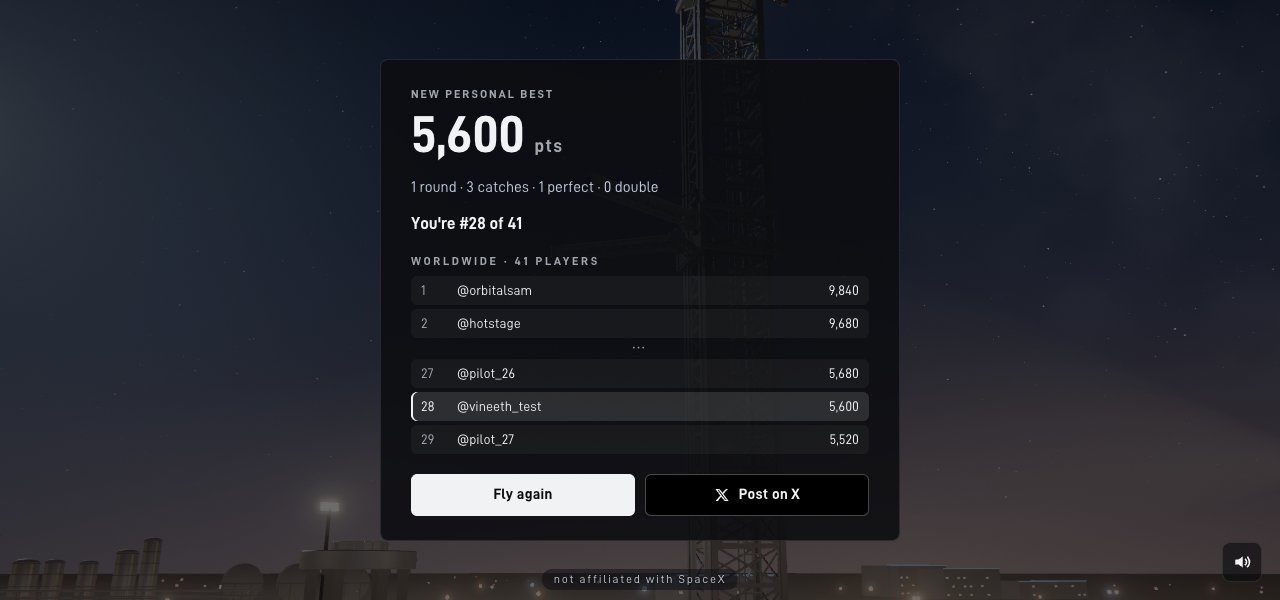 NEW PERSONAL BEST
5,600 pts
1 round · 3 catches · 1 perfect · 0 double
You're #28 of 41
WORLDWIDE · 41 PLAYERS
1 @orbitalsam 9,840
2 @hotstage 9,680
...
27 @pilot_26 5,680
28 @vineeth_test 5,600
29 @pilot_27 5,520
Fly again
Post on X
not affiliated with SpaceX